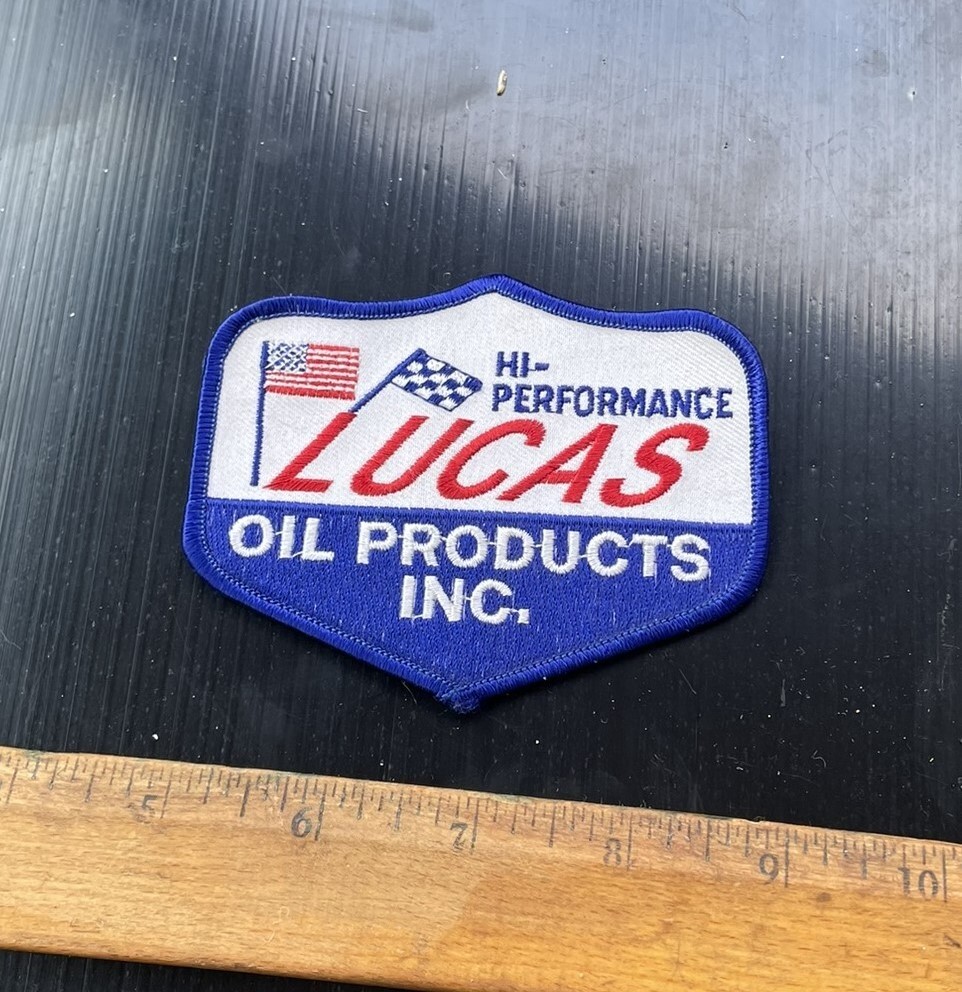 HI-
PERFORMANCE
LUCAS
OIL PRODUCTS
INC.
5 6 7 8 9 10